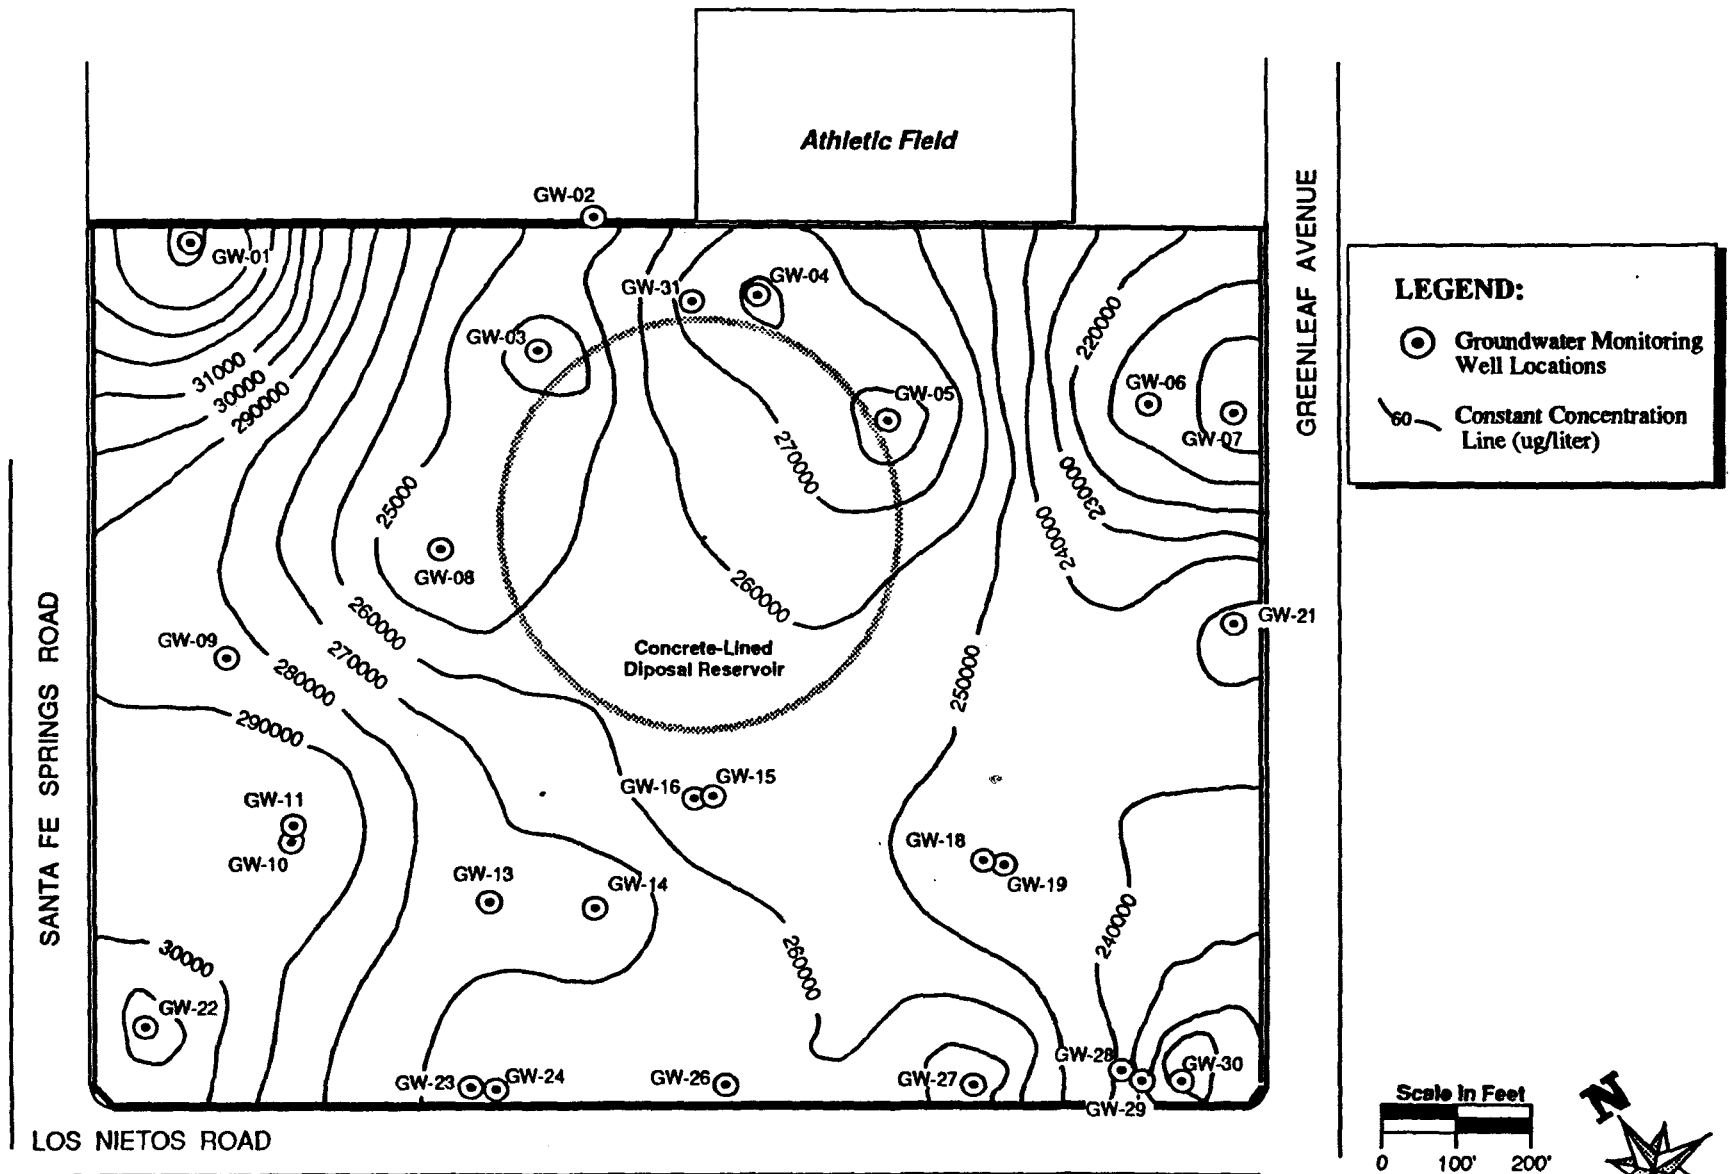 Athletic Field
GW-02
GW-01
GW-31
GW-04
GW-03
GW-05
GW-06
GW-07
220000
31000
30000
290000
270000
230000
240000
25000
GW-08
260000
GREENLEAF AVENUE
LEGEND:
Groundwater Monitoring
Well Locations
60
Constant Concentration
Line (ug/liter)
GW-21
GW-09
260000
270000
280000
290000
Concrete-Lined
Diposal Reservoir
250000
SANTA FE SPRINGS ROAD
GW-16
GW-15
GW-11
GW-10
GW-18
GW-19
GW-13
GW-14
240000
260000
30000
GW-22
GW-23
GW-24
GW-26
GW-27
GW-28
GW-29
GW-30
LOS NIETOS ROAD
Scale in Feet
0 100' 200'
N